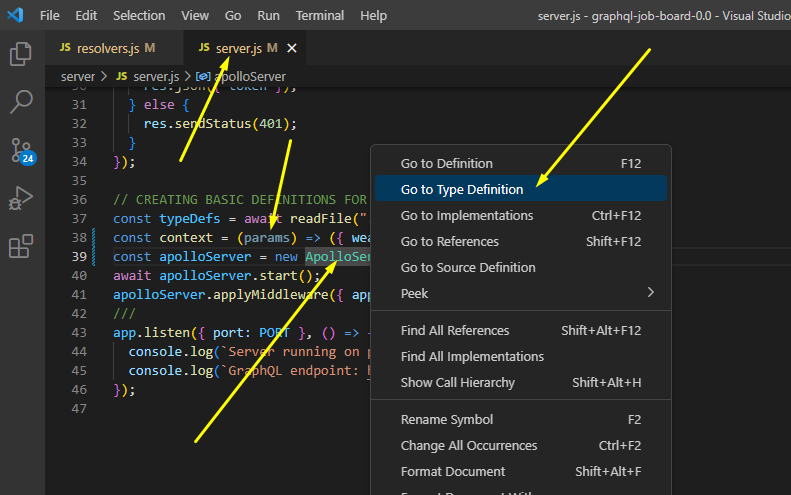 File Edit Selection View Go Run Terminal Help server.js - graphql-job-board-0.0 - Visual Studio
JS resolvers.js M JS server.js M
server > JS server.js > apolloServer
31 } else {
32 res.sendStatus(401);
33 }
34 });
35
36 // CREATING BASIC DEFINITIONS FOR
37 const typeDefs = await readFile("
38 const context = (params) => ({
39 const apolloServer = new
40 await apolloServer.start();
41 apolloServer.applyMiddleware({
42 ///
43 app.listen({ port: PORT }, () =>
44 console.log(`Server running on
45 console.log(`GraphQL endpoint:
46 });
47
24
Go to Definition F12
Go to Type Definition
Go to Implementations Ctrl+F12
Go to References Shift+F12
Go to Source Definition
Peek
Find All References Shift+Alt+F12
Find All Implementations
Show Call Hierarchy Shift+Alt+H
Rename Symbol F2
Change All Occurrences Ctrl+F2
Format Document Shift+Alt+F